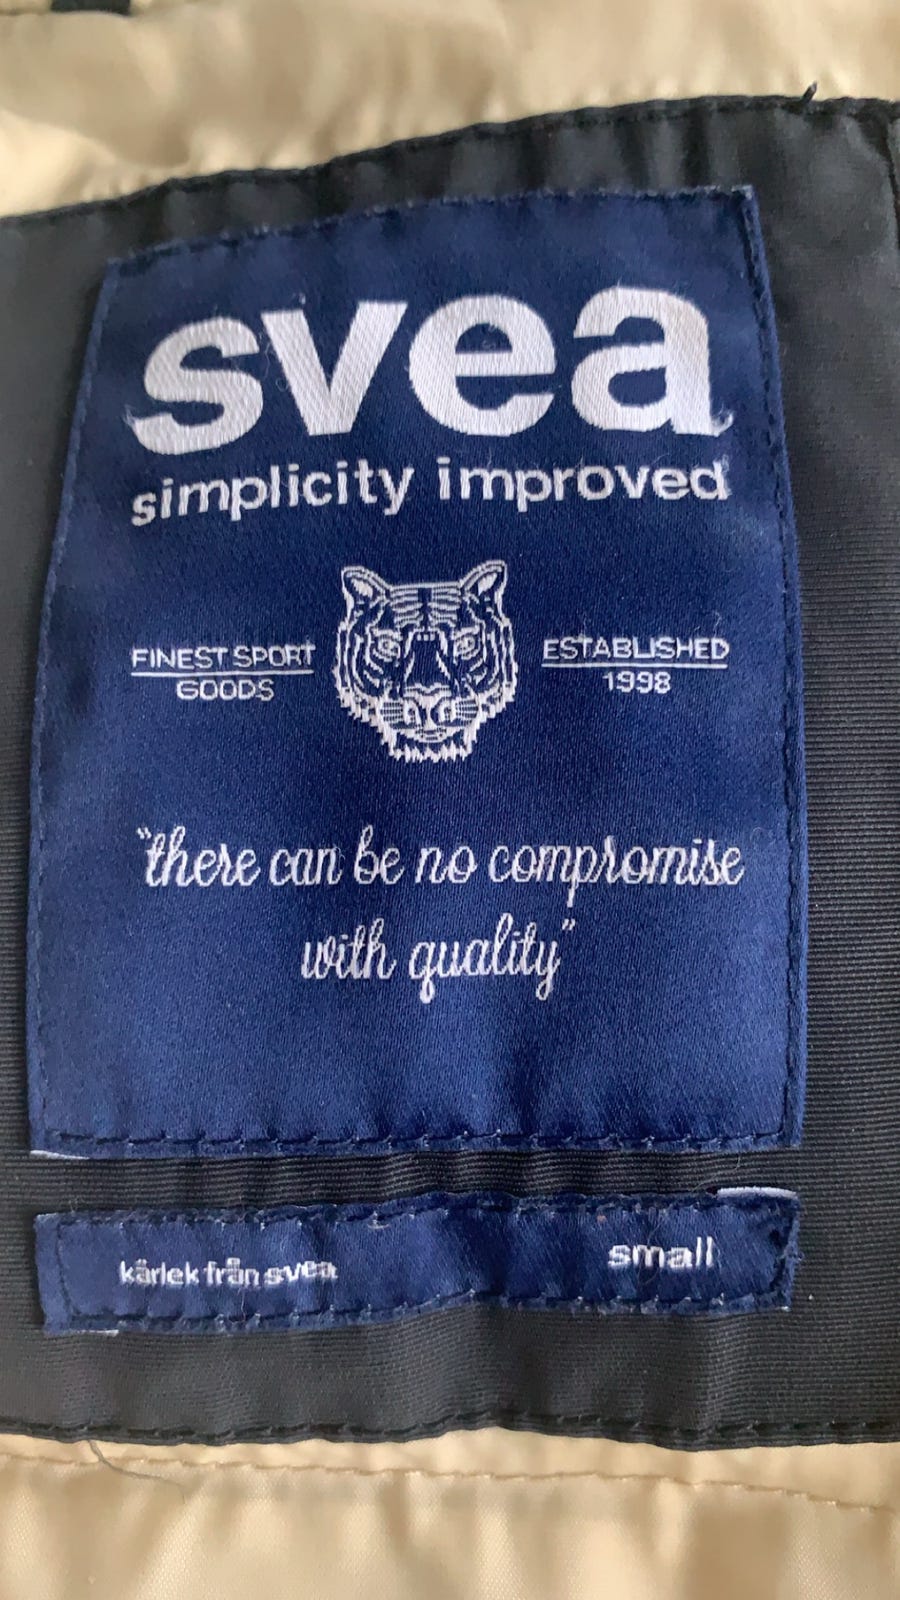 svea
simplicity improved
FINEST SPORT
GOODS
ESTABLISHED
1998
"there can be no compromise
with quality"
kärlek från svea
small